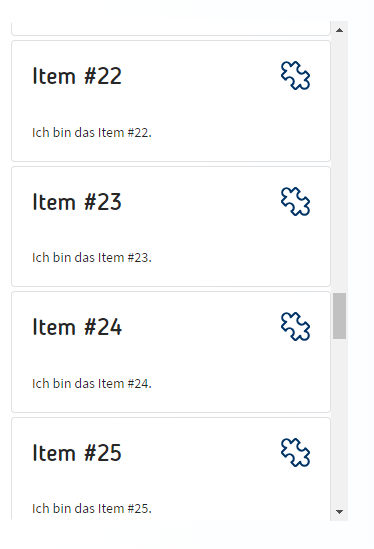 Item #22
Ich bin das Item #22.
Item #23
Ich bin das Item #23.
Item #24
Ich bin das Item #24.
Item #25
Ich bin das Item #25.